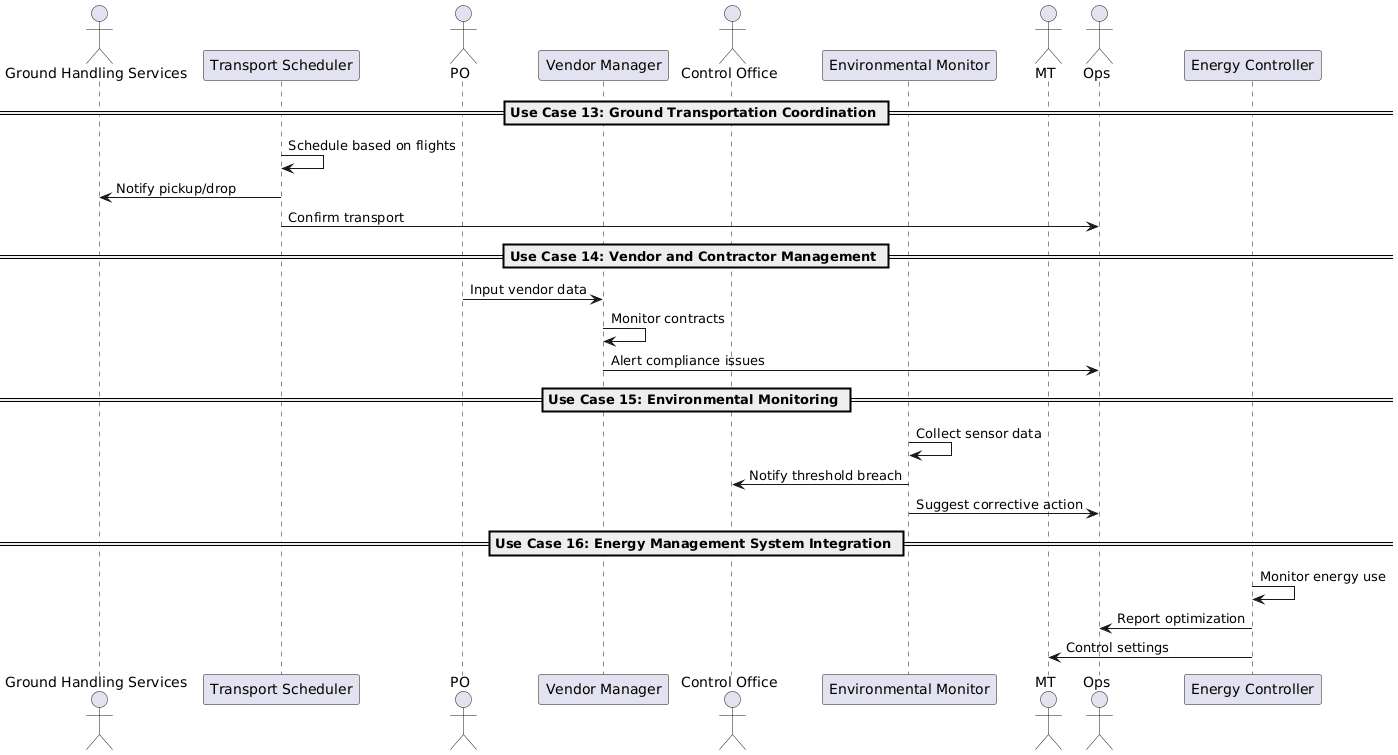 Ground Handling Services
Transport Scheduler
PO
Vendor Manager
Control Office
Environmental Monitor
MT
Ops
Energy Controller
Use Case 13: Ground Transportation Coordination
Schedule based on flights
Notify pickup/drop
Confirm transport
Use Case 14: Vendor and Contractor Management
Input vendor data
Monitor contracts
Alert compliance issues
Use Case 15: Environmental Monitoring
Collect sensor data
Notify threshold breach
Suggest corrective action
Use Case 16: Energy Management System Integration
Monitor energy use
Report optimization
Control settings
Ground Handling Services
Transport Scheduler
PO
Vendor Manager
Control Office
Environmental Monitor
MT
Ops
Energy Controller